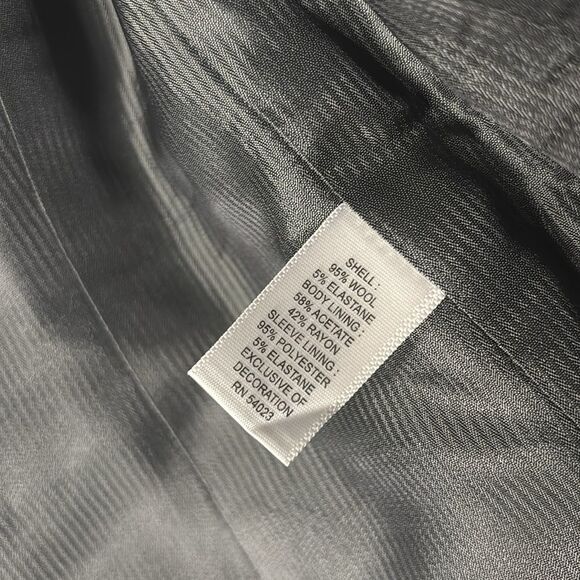 SHELL :
95% WOOL
5% ELASTANE
BODY LINING :
58% ACETATE
42% RAYON
SLEEVE LINING :
95% POLYESTER
5% ELASTANE
EXCLUSIVE OF
DECORATION
RN 54023